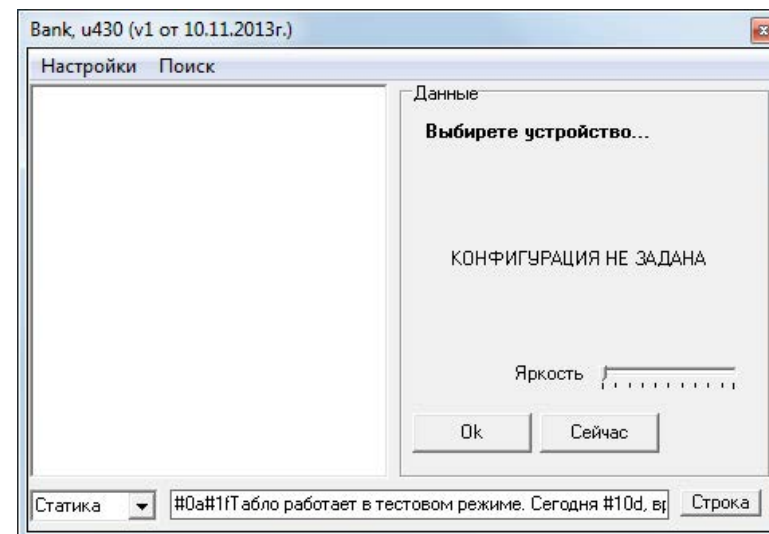 Bank, u430 (v1 от 10.11.2013г.)
Настройки Поиск
Данные
Выбирете устройство...
КОНФИГУРАЦИЯ НЕ ЗАДАНА
Яркость
Ok Сейчас
Статика #0a#1fТабло работает в тестовом режиме. Сегодня #10d, вр Строка